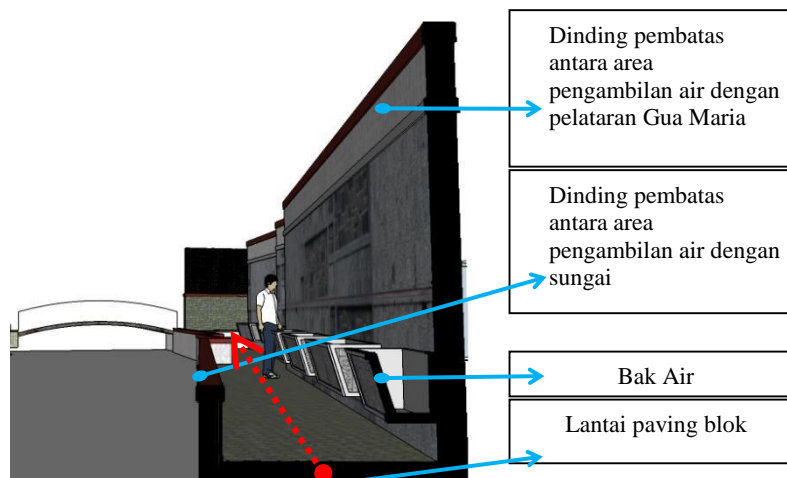 Dinding pembatas
antara area
pengambilan air dengan
pelataran Gua Maria
Dinding pembatas
antara area
pengambilan air dengan
sungai
Bak Air
Lantai paving blok